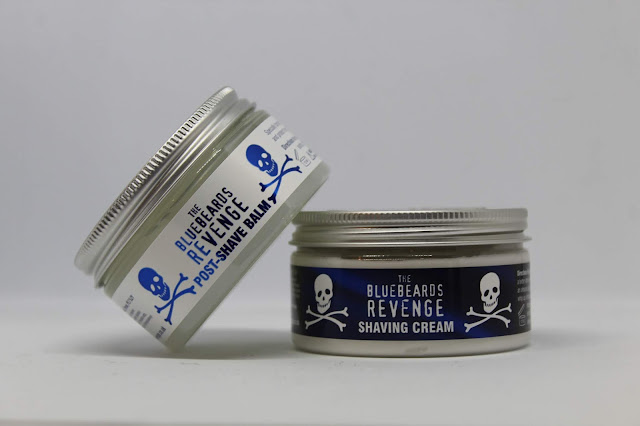 THE
BLUEBEARDS
REVENGE
POST-SHAVE BALM
THE
BLUEBEARDS
REVENGE
SHAVING CREAM